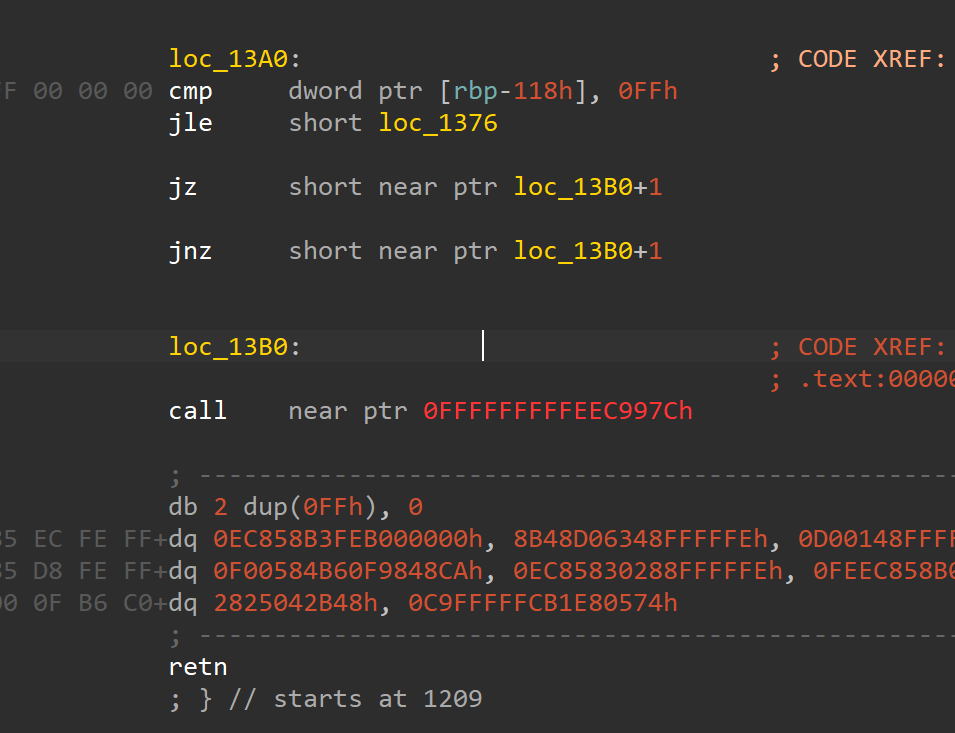 loc_13A0: ; CODE XREF:
F 00 00 00 cmp dword ptr [rbp-118h], 0FFh
jle short loc_1376
jz short near ptr loc_13B0+1
jnz short near ptr loc_13B0+1
loc_13B0: ; CODE XREF:
; .text:00000
call near ptr 0FFFFFFFFFEEC997Ch
; ---------------------------------------------------
db 2 dup(0FFh), 0
35 EC FE FF+dq 0EC858B3FEB000000h, 8B48D06348FFFFFEh, 0D00148FFFF
35 D8 FE FF+dq 0F00584B60F9848CAh, 0EC85830288FFFFFEh, 0FEEC858B0
00 0F B6 C0+dq 2825042B48h, 0C9FFFFFCB1E80574h
; ---------------------------------------------------
retn
; } // starts at 1209